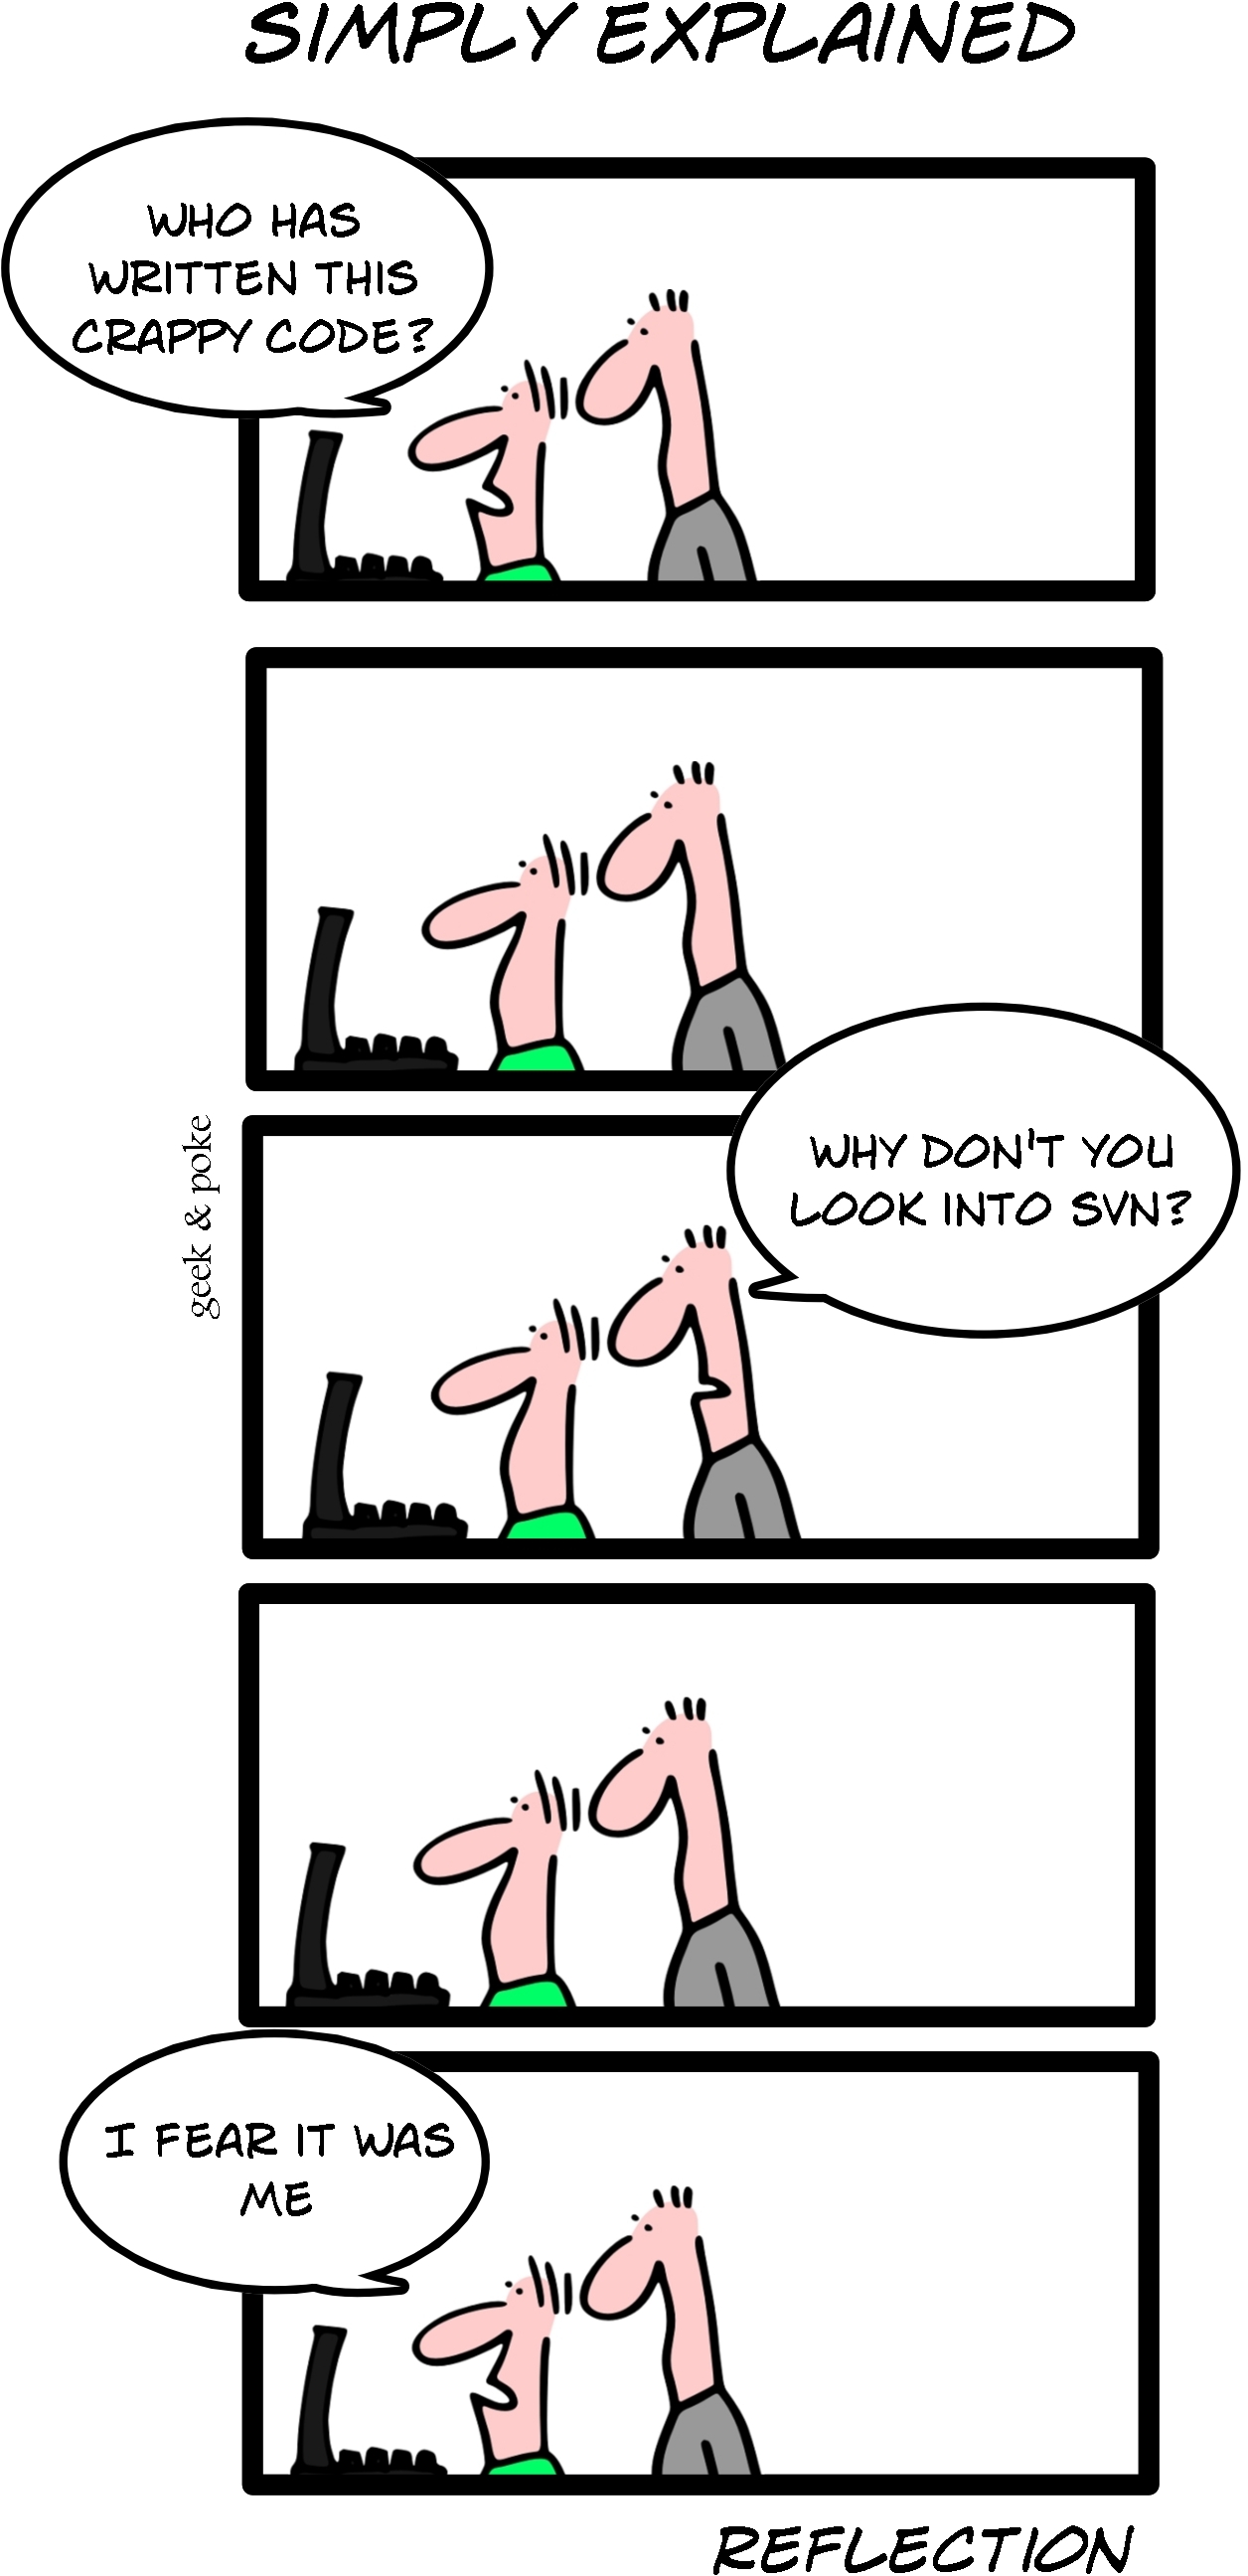 SIMPLY EXPLAINED
WHO HAS
WRITTEN THIS
CRAPPY CODE?
geek & poke
WHY DON'T YOU
LOOK INTO SVN?
I FEAR IT WAS
ME
REFLECTION